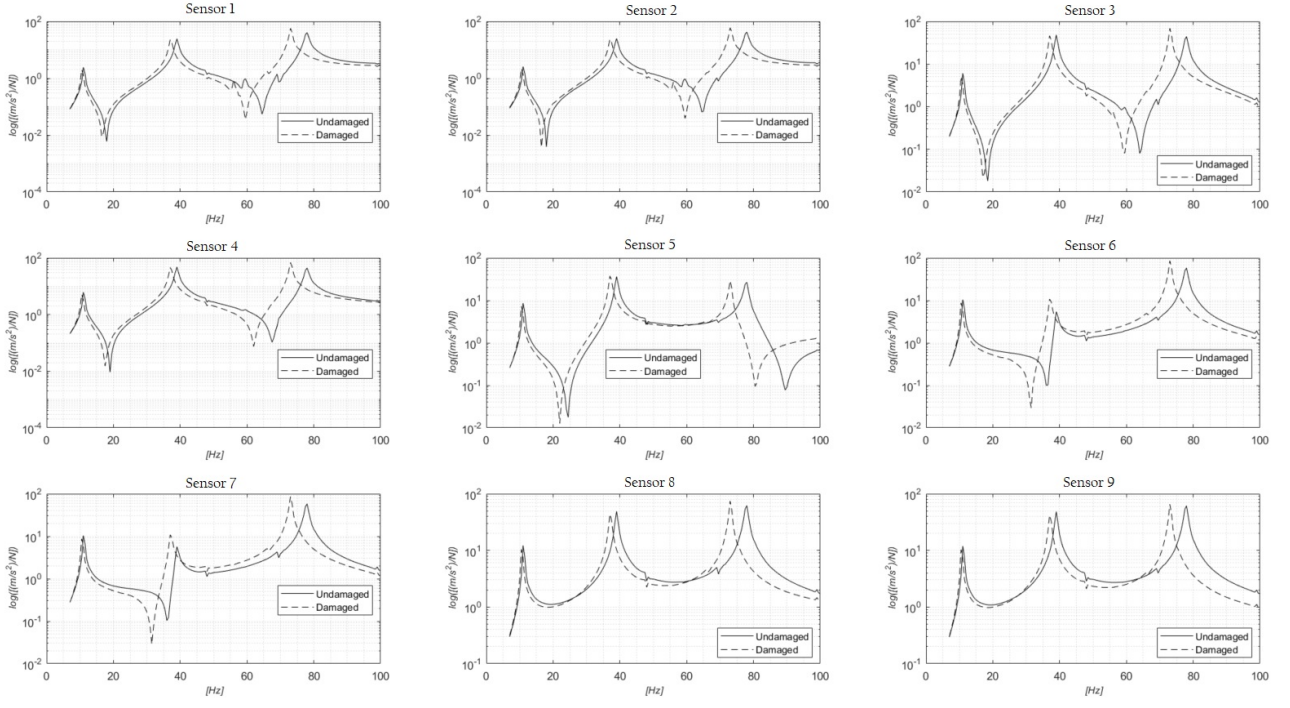 Sensor 1
10^2
10^0
10^-2
10^-4
log([(m/s^2)/N])
Undamaged
Damaged
0 20 40 60 80 100
[Hz]
Sensor 2
10^2
10^0
10^-2
10^-4
log([(m/s^2)/N])
Undamaged
Damaged
0 20 40 60 80 100
[Hz]
Sensor 3
10^2
10^1
10^0
10^-1
10^-2
log([(m/s^2)/N])
Undamaged
Damaged
0 20 40 60 80 100
[Hz]
Sensor 4
10^2
10^0
10^-2
10^-4
log([(m/s^2)/N])
Undamaged
Damaged
0 20 40 60 80 100
[Hz]
Sensor 5
10^2
10^1
10^0
10^-1
10^-2
log([(m/s^2)/N])
Undamaged
Damaged
0 20 40 60 80 100
[Hz]
Sensor 6
10^2
10^1
10^0
10^-1
10^-2
log([(m/s^2)/N])
Undamaged
Damaged
0 20 40 60 80 100
[Hz]
Sensor 7
10^2
10^1
10^0
10^-1
10^-2
log([(m/s^2)/N])
Undamaged
Damaged
0 20 40 60 80 100
[Hz]
Sensor 8
10^2
10^1
10^0
10^-1
log([(m/s^2)/N])
Undamaged
Damaged
0 20 40 60 80 100
[Hz]
Sensor 9
10^2
10^1
10^0
10^-1
log([(m/s^2)/N])
Undamaged
Damaged
0 20 40 60 80 100
[Hz]